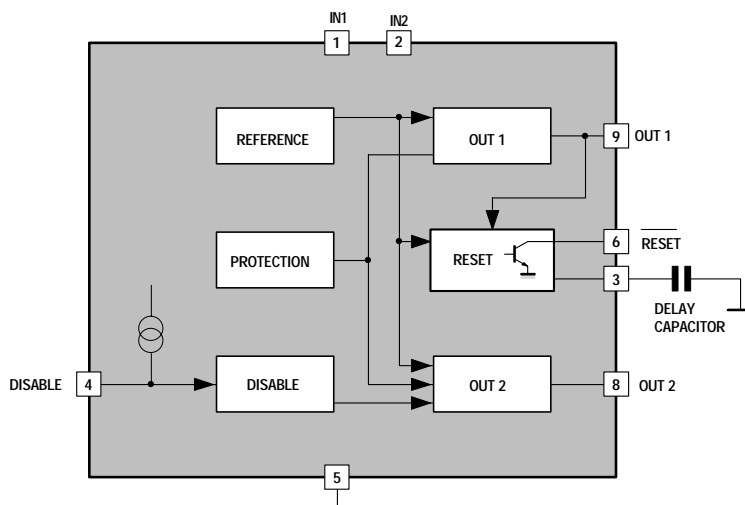 IN1 IN2
1 2
REFERENCE OUT 1 9 OUT 1
PROTECTION RESET 6 RESET
3
DELAY
CAPACITOR
DISABLE 4 DISABLE OUT 2 8 OUT 2
5